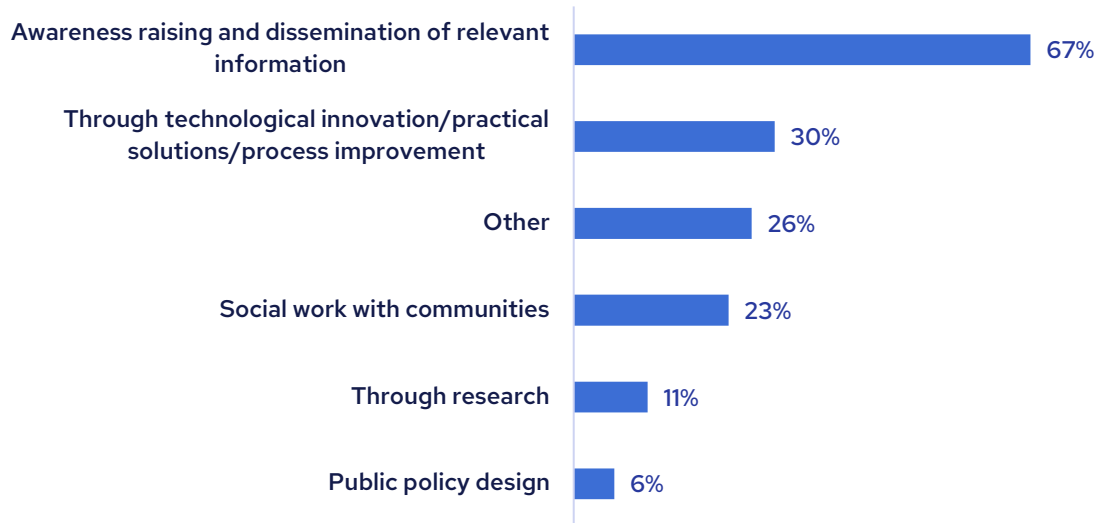 Awareness raising and dissemination of relevant
information
67%
Through technological innovation/practical
solutions/process improvement
30%
Other
26%
Social work with communities
23%
Through research
11%
Public policy design
6%